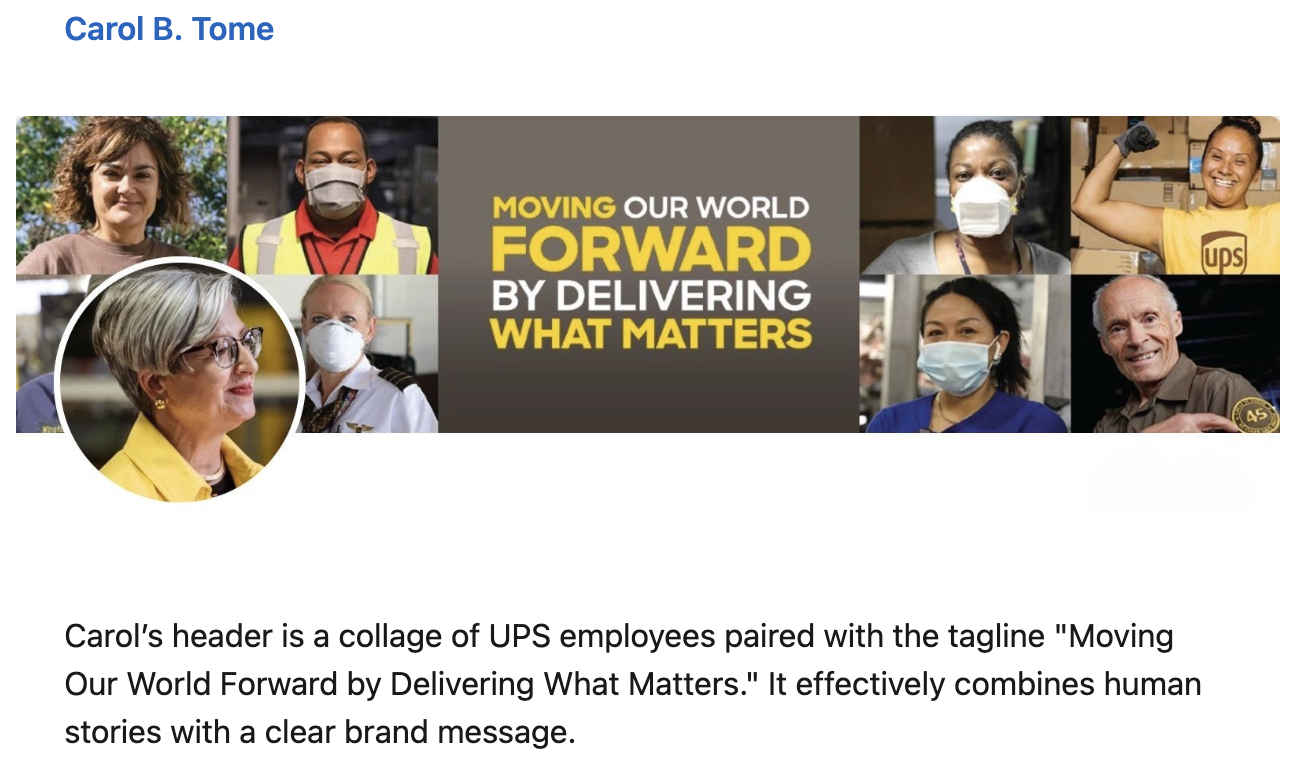 Carol B. Tome
MOVING OUR WORLD
FORWARD
BY DELIVERING
WHAT MATTERS
ups
45
Carol’s header is a collage of UPS employees paired with the tagline "Moving
Our World Forward by Delivering What Matters." It effectively combines human
stories with a clear brand message.